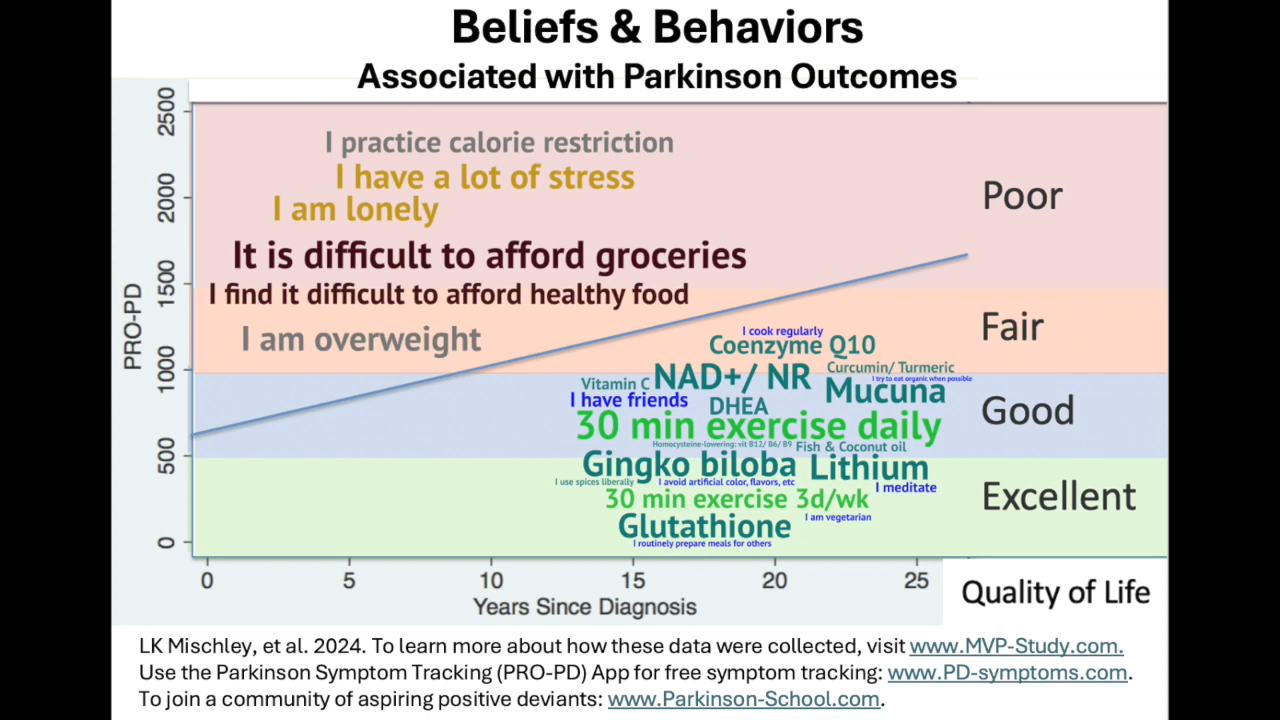 Beliefs & Behaviors
Associated with Parkinson Outcomes
PRO-PD
2500
2000
1500
1000
500
0
I practice calorie restriction
I have a lot of stress
I am lonely
It is difficult to afford groceries
I find it difficult to afford healthy food
I am overweight
Poor
Fair
Good
Excellent
I cook regularly
Coenzyme Q10
Curcumin/ Turmeric
NAD+/ NR
I try to eat organic when possible
Vitamin C
Mucuna
I have friends
DHEA
30 min exercise daily
Homocysteine-lowering: vit B12/ B6/ B9
Fish & Coconut oil
Gingko biloba
Lithium
I use spices liberally
I avoid artificial color, flavors, etc
I meditate
30 min exercise 3d/wk
I am vegetarian
Glutathione
I routinely prepare meals for others
0 5 10 15 20 25
Years Since Diagnosis
Quality of Life
LK Mischley, et al. 2024. To learn more about how these data were collected, visit www.MVP-Study.com.
Use the Parkinson Symptom Tracking (PRO-PD) App for free symptom tracking: www.PD-symptoms.com.
To join a community of aspiring positive deviants: www.Parkinson-School.com.